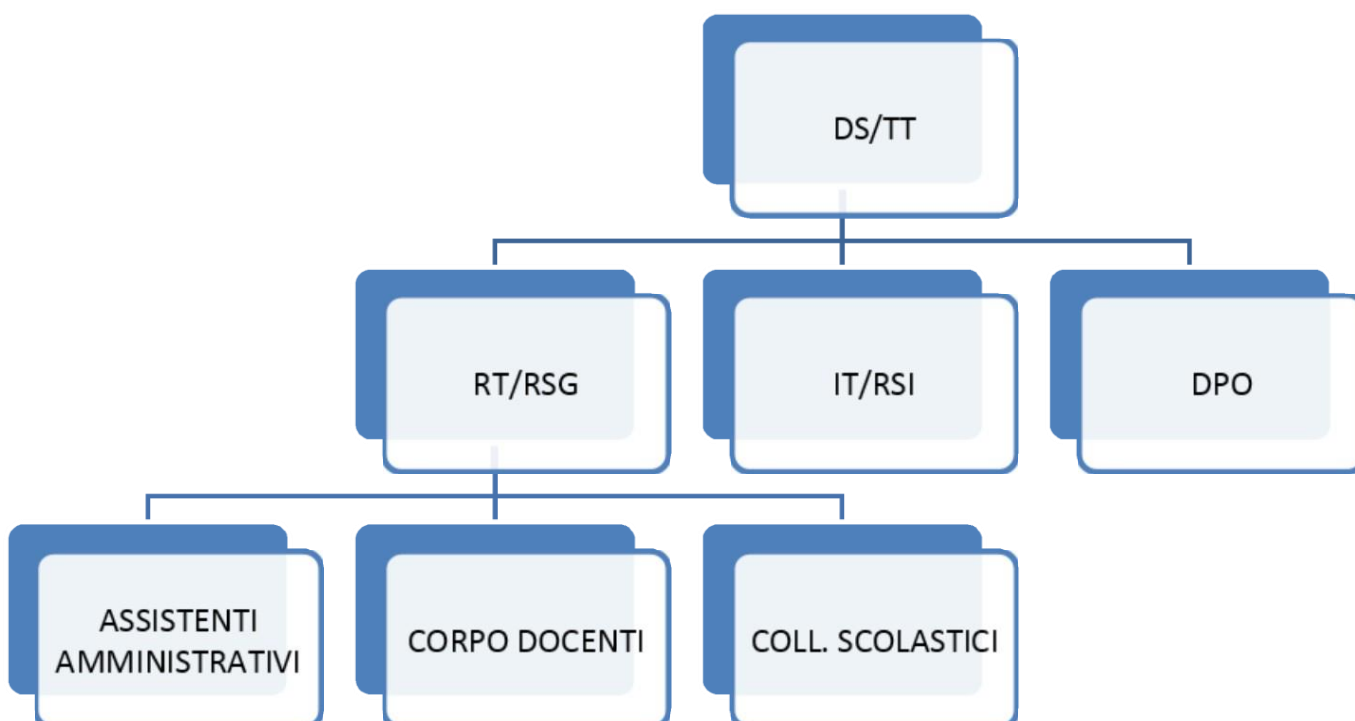 DS/TT
RT/RSG
IT/RSI
DPO
ASSISTENTI
AMMINISTRATIVI
CORPO DOCENTI
COLL. SCOLASTICI